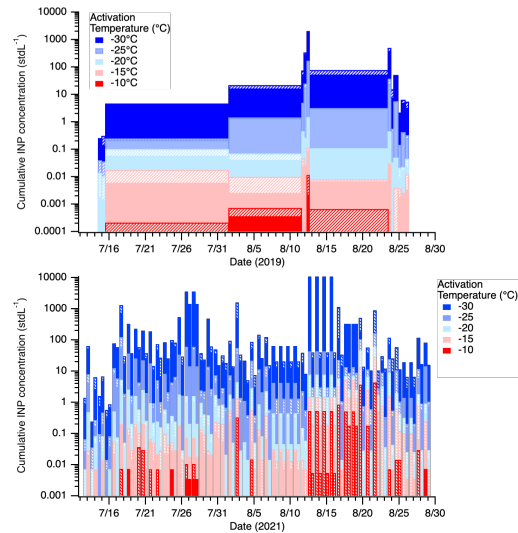 Activation
Temperature (°C)
-30°C
-25°C
-20°C
-15°C
-10°C
Cumulative INP concentration (stdL⁻¹)
10000
1000
100
10
1
0.1
0.01
0.001
0.0001
7/16 7/21 7/26 7/31 8/5 8/10 8/15 8/20 8/25 8/30
Date (2019)
Activation
Temperature (°C)
-30
-25
-20
-15
-10
Cumulative INP concentration (stdL⁻¹)
10000
1000
100
10
1
0.1
0.01
0.001
7/16 7/21 7/26 7/31 8/5 8/10 8/15 8/20 8/25 8/30
Date (2021)